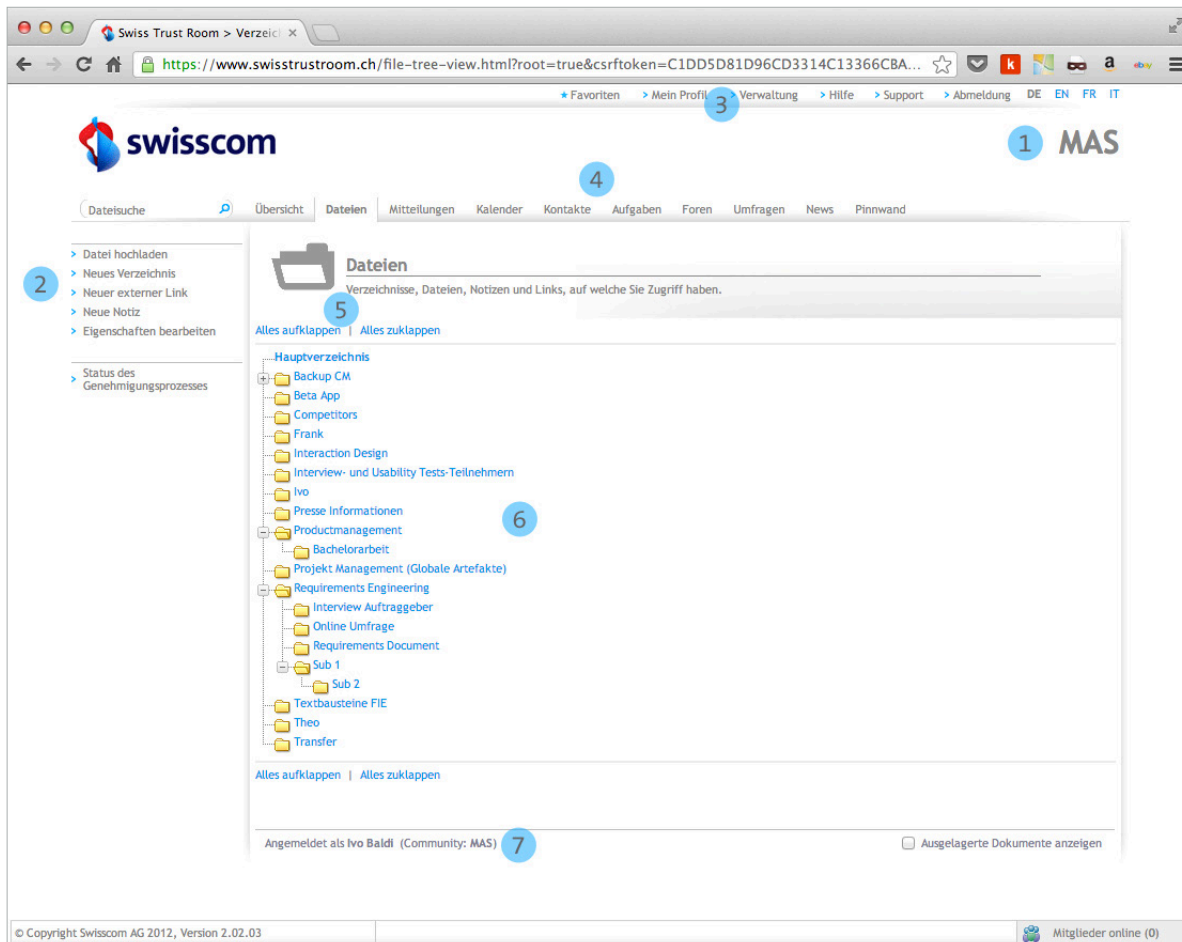 Swiss Trust Room > Verzeich
https://www.swisstrustroom.ch/file-tree-view.html?root=true&csrftoken=C1DD5D81D96CD3314C13366CBA...
k
a
ebay
Favoriten > Mein Profil > Verwaltung > Hilfe > Support > Abmeldung DE EN FR IT
3
swisscom
1
MAS
4
Dateisuche
Übersicht Dateien Mitteilungen Kalender Kontakte Aufgaben Foren Umfragen News Pinnwand
2
> Datei hochladen
> Neues Verzeichnis
> Neuer externer Link
> Neue Notiz
> Eigenschaften bearbeiten
> Status des
Genehmigungsprozesses
Dateien
Verzeichnisse, Dateien, Notizen und Links, auf welche Sie Zugriff haben.
5
Alles aufklappen | Alles zuklappen
Hauptverzeichnis
Backup CM
Beta App
Competitors
Frank
Interaction Design
Interview- und Usability Tests-Teilnehmern
Ivo
Presse Informationen
6
Productmanagement
Bachelorarbeit
Projekt Management (Globale Artefakte)
Requirements Engineering
Interview Auftraggeber
Online Umfrage
Requirements Document
Sub 1
Sub 2
Textbausteine FIE
Theo
Transfer
Alles aufklappen | Alles zuklappen
Angemeldet als Ivo Baldi (Community: MAS)
7
Ausgelagerte Dokumente anzeigen
© Copyright Swisscom AG 2012, Version 2.02.03
Mitglieder online (0)